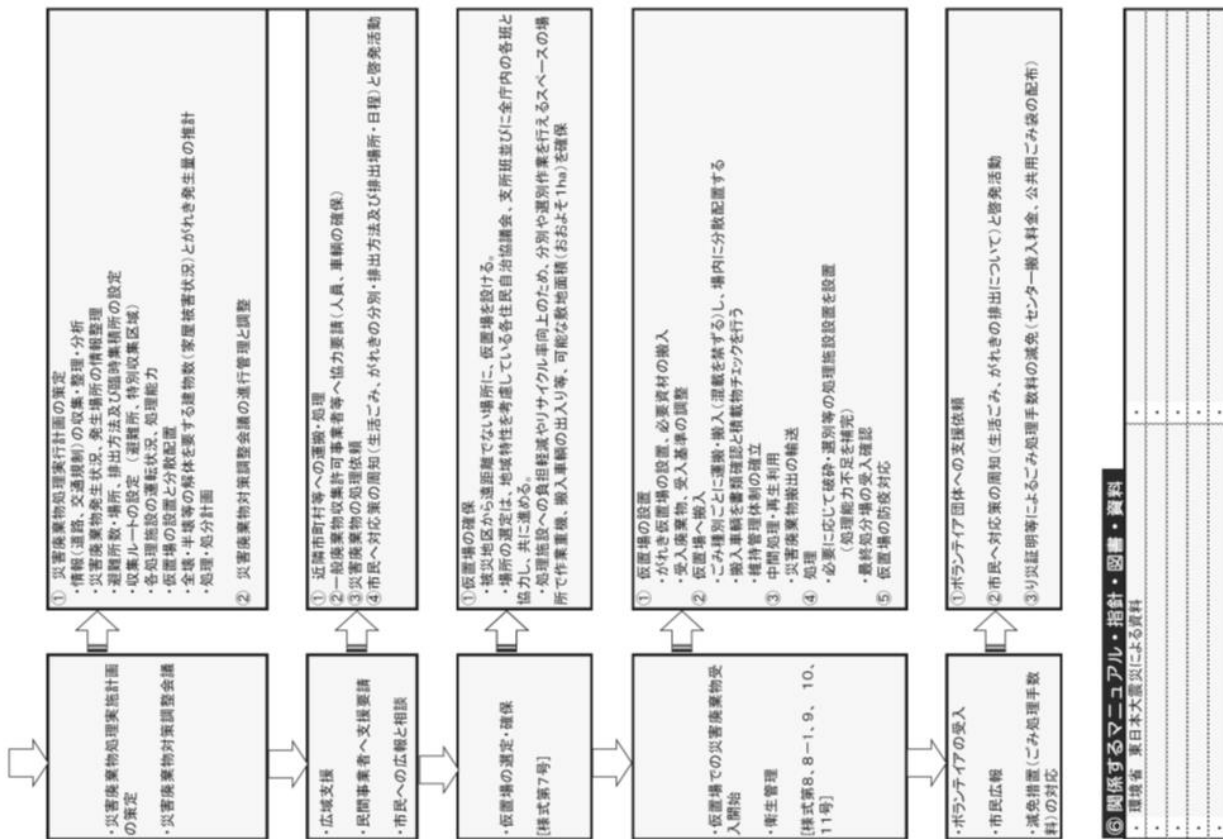 ・災害廃棄物処理実施計画
の策定
・災害廃棄物対策調整会議
① 災害廃棄物処理実行計画の策定
・情報(道路、交通規制)の収集・整理・分析
・災害廃棄物発生状況、発生場所の情報整理
・避難所数・場所、排出方法及び臨時集積所の設定
・収集ルートの設定 (避難所、特別収集区域)
・各処理施設の運転状況、処理能力
・仮置場の設置と分散配置
・全壊・半壊等の解体を要する建物数(家屋被害状況)とがれき発生量の推計
・処理・処分計画
② 災害廃棄物対策調整会議の進行管理と調整
・広域支援
・民間事業者へ支援要請
・市民への広報と相談
① 近隣市町村等への運搬・処理
②一般廃棄物収集許可事業者等へ協力要請(人員、車輌の確保)
③災害廃棄物の処理依頼
④市民へ対応策の周知(生活ごみ、がれきの分別・排出方法及び排出場所・日程)と啓発活動
・仮置場の選定・確保
[様式第7号]
①仮置場の確保
・被災地区から遠距離でない場所に、仮置場を設ける。
・場所の選定は、地域特性を考慮している各住民自治協議会、支所班並びに全庁内の各班と
協力し、共に進める。
・処理施設への負担軽減やリサイクル率向上のため、分別や選別作業を行えるスペースの場
所で作業重機、搬入車輌の出入り等、可能な敷地面積(おおよそ1ha)を確保
・仮置場での災害廃棄物受
入開始
・衛生管理
[様式第8、8－1、9、10、
11号]
① 仮置場の設置
・がれき仮置場の設置、必要資材の搬入
・受入廃棄物、受入基準の調整
② 仮置場へ搬入
・ごみ種別ごとに運搬・搬入(混載を禁ずる)し、場内に分散配置する
・搬入車輌を書類確認と積載物チェックを行う
・維持管理体制の確立
③ 中間処理・再生利用
・災害廃棄物搬出の輸送
④ 処理
・必要に応じて破砕・選別等の処理施設設置を設置
(処理能力不足を補充)
・最終処分場の受入確認
⑤ 仮置場の防疫対応
・ボランティアの受入
・市民広報
・減免措置(ごみ処理手数
料)の対応
①ボランティア団体への支援依頼
②市民へ対応策の周知(生活ごみ、がれきの排出について)と啓発活動
③り災証明等によるごみ処理手数料の減免(センター搬入料金、公共用ごみ袋の配布)
⑥ 関係するマニュアル・指針・図書・資料
・ 環境省 東日本大震災による資料